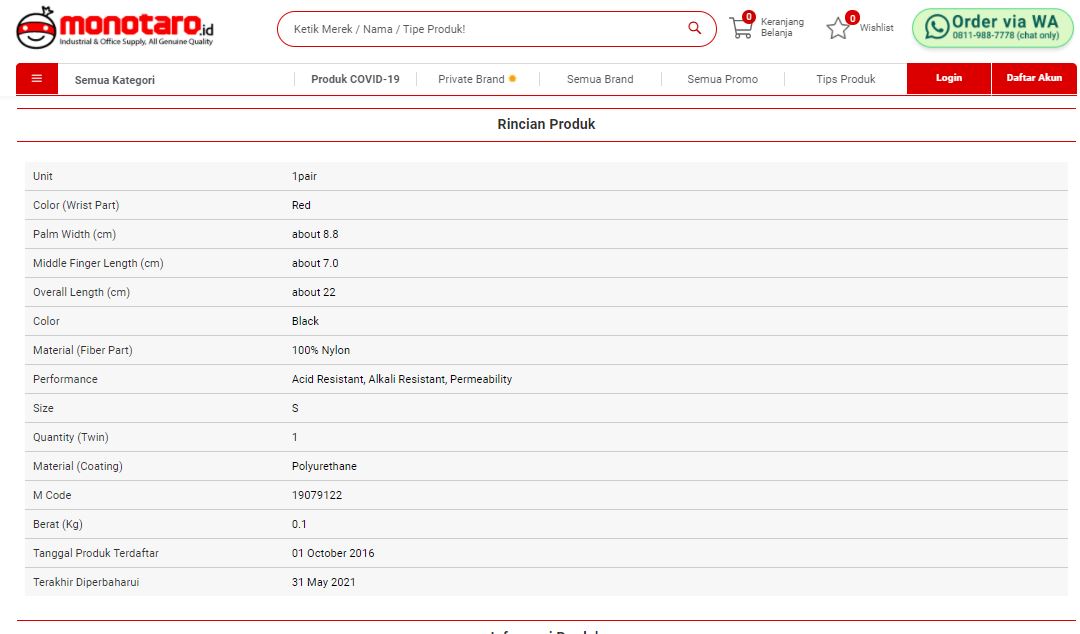 monotaro.id
Industrial & Office Supply, All Genuine Quality
Ketik Merek / Nama / Tipe Produk!
0
Keranjang
Belanja
0
Wishlist
Order via WA
0811-988-7778 (chat only)
Semua Kategori
Produk COVID-19
Private Brand
Semua Brand
Semua Promo
Tips Produk
Login
Daftar Akun
Rincian Produk
Unit 1pair
Color (Wrist Part) Red
Palm Width (cm) about 8.8
Middle Finger Length (cm) about 7.0
Overall Length (cm) about 22
Color Black
Material (Fiber Part) 100% Nylon
Performance Acid Resistant, Alkali Resistant, Permeability
Size S
Quantity (Twin) 1
Material (Coating) Polyurethane
M Code 19079122
Berat (Kg) 0.1
Tanggal Produk Terdaftar 01 October 2016
Terakhir Diperbaharui 31 May 2021